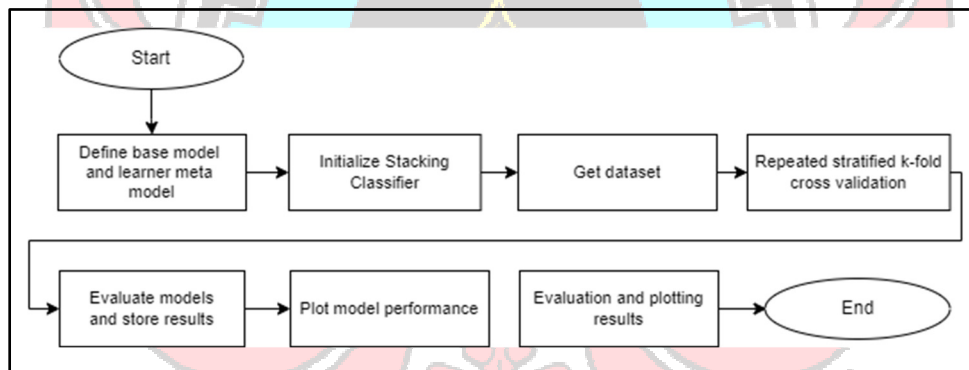 Start
Define base model
and learner meta
model
Initialize Stacking
Classifier
Get dataset
Repeated stratified k-fold
cross validation
Evaluate models
and store results
Plot model performance
Evaluation and plotting
results
End